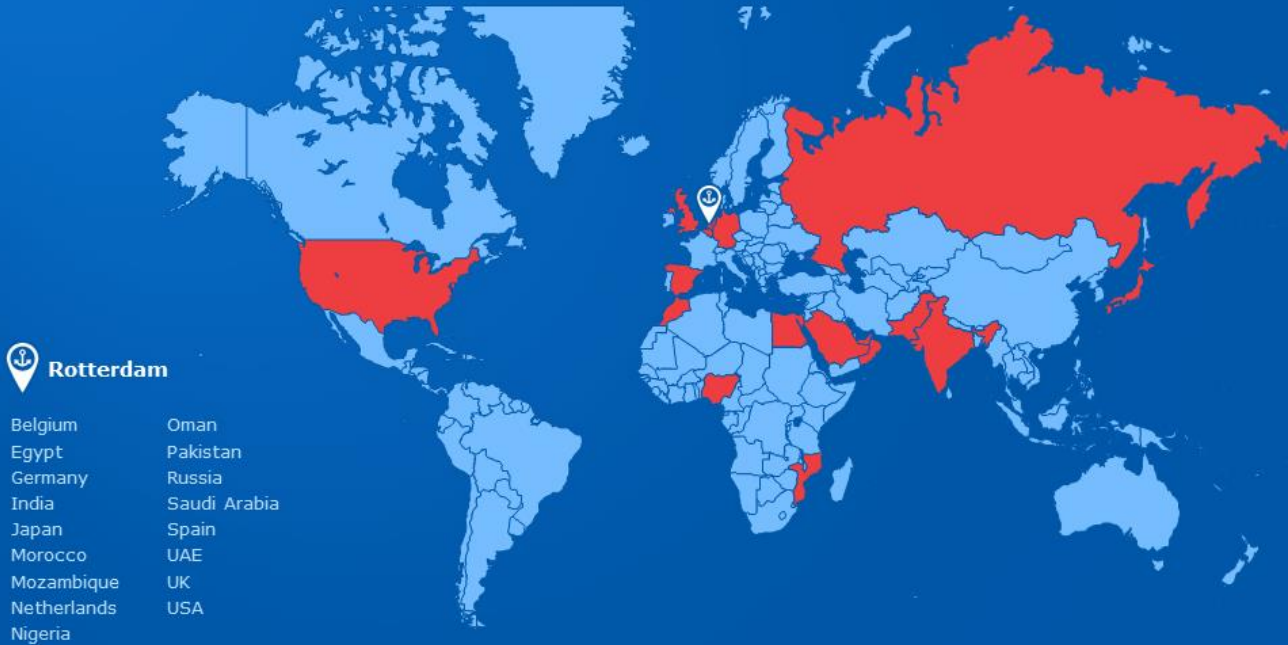 Rotterdam
Belgium
Egypt
Germany
India
Japan
Morocco
Mozambique
Netherlands
Nigeria
Oman
Pakistan
Russia
Saudi Arabia
Spain
UAE
UK
USA